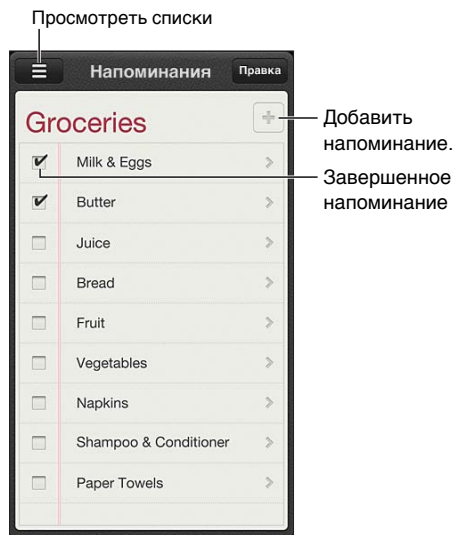 Просмотреть списки
Напоминания Правка
Groceries
Добавить
напоминание.
Milk & Eggs
Завершенное
напоминание
Butter
Juice
Bread
Fruit
Vegetables
Napkins
Shampoo & Conditioner
Paper Towels